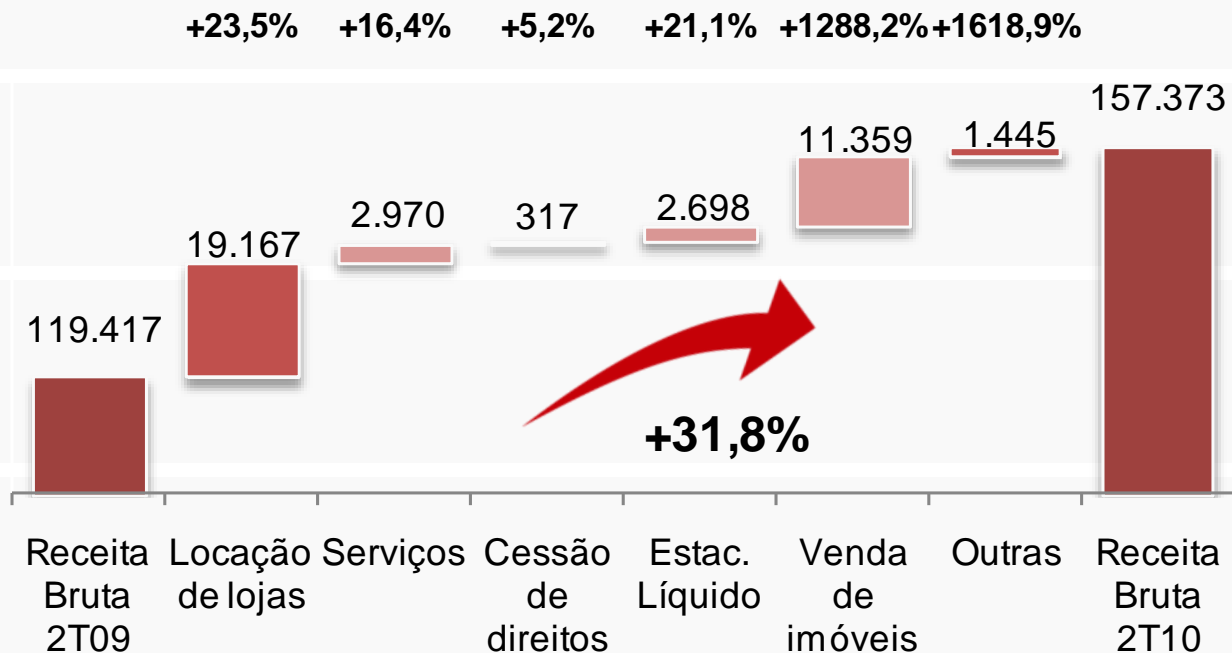 +23,5% +16,4% +5,2% +21,1% +1288,2% +1618,9%
157.373
11.359 1.445
2.970 317 2.698
19.167
119.417
+31,8%
Receita Locação Serviços Cessão Estac. Venda Outras Receita
Bruta de lojas de Líquido de Bruta
2T09 direitos imóveis 2T10